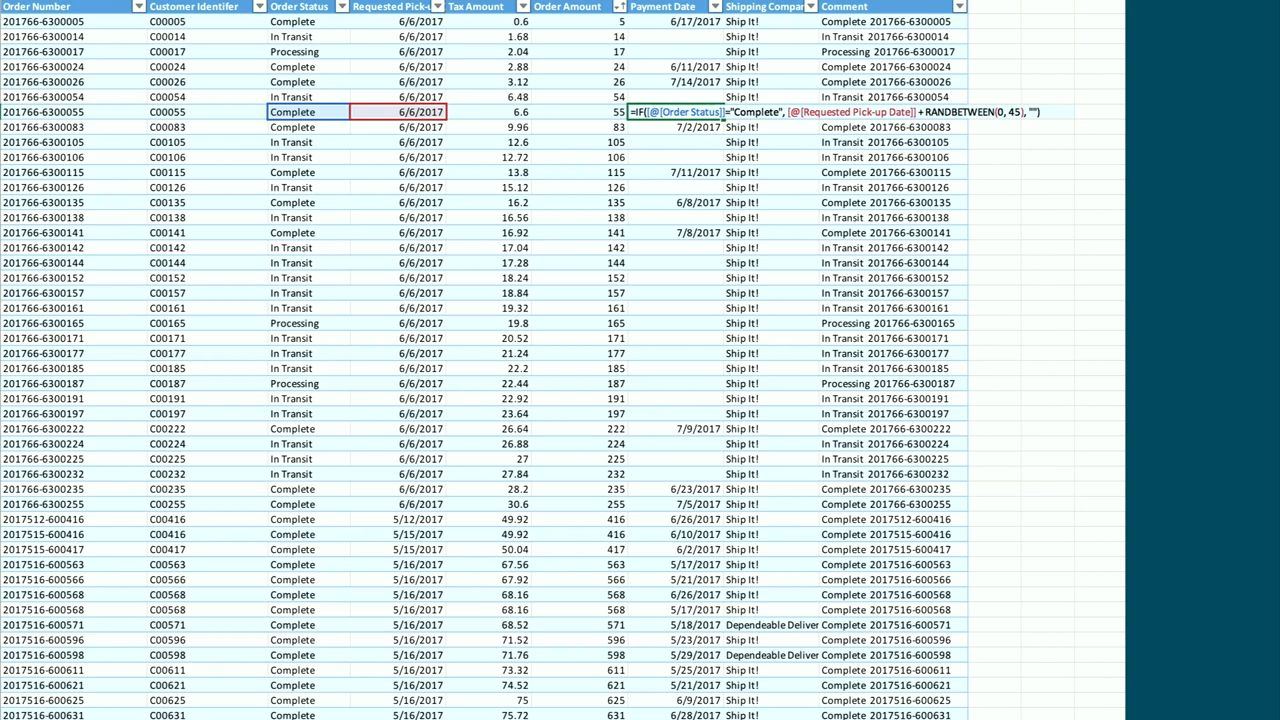 Order Number Customer Identifer Order Status Requested Pick-u Tax Amount Order Amount Payment Date Shipping Compar Comment
201766-6300005 C00005 Complete 6/6/2017 0.6 5 6/17/2017 Ship It! Complete 201766-6300005
201766-6300014 C00014 In Transit 6/6/2017 1.68 14 Ship It! In Transit 201766-6300014
201766-6300017 C00017 Processing 6/6/2017 2.04 17 Ship It! Processing 201766-6300017
201766-6300024 C00024 Complete 6/6/2017 2.88 24 6/11/2017 Ship It! Complete 201766-6300024
201766-6300026 C00026 Complete 6/6/2017 3.12 26 7/14/2017 Ship It! Complete 201766-6300026
201766-6300054 C00054 In Transit 6/6/2017 6.48 54 Ship It! In Transit 201766-6300054
201766-6300055 C00055 Complete 6/6/2017 6.6 55 =IF([@[Order Status]]="Complete", [@[Requested Pick-up Date]] + RANDBETWEEN(0, 45), "")
201766-6300083 C00083 Complete 6/6/2017 9.96 83 7/2/2017 Ship It! Complete 201766-6300083
201766-6300105 C00105 In Transit 6/6/2017 12.6 105 Ship It! In Transit 201766-6300105
201766-6300106 C00106 In Transit 6/6/2017 12.72 106 Ship It! In Transit 201766-6300106
201766-6300115 C00115 Complete 6/6/2017 13.8 115 7/11/2017 Ship It! Complete 201766-6300115
201766-6300126 C00126 In Transit 6/6/2017 15.12 126 Ship It! In Transit 201766-6300126
201766-6300135 C00135 Complete 6/6/2017 16.2 135 6/8/2017 Ship It! Complete 201766-6300135
201766-6300138 C00138 In Transit 6/6/2017 16.56 138 Ship It! In Transit 201766-6300138
201766-6300141 C00141 Complete 6/6/2017 16.92 141 7/8/2017 Ship It! Complete 201766-6300141
201766-6300142 C00142 In Transit 6/6/2017 17.04 142 Ship It! In Transit 201766-6300142
201766-6300144 C00144 In Transit 6/6/2017 17.28 144 Ship It! In Transit 201766-6300144
201766-6300152 C00152 In Transit 6/6/2017 18.24 152 Ship It! In Transit 201766-6300152
201766-6300157 C00157 In Transit 6/6/2017 18.84 157 Ship It! In Transit 201766-6300157
201766-6300161 C00161 In Transit 6/6/2017 19.32 161 Ship It! In Transit 201766-6300161
201766-6300165 C00165 Processing 6/6/2017 19.8 165 Ship It! Processing 201766-6300165
201766-6300171 C00171 In Transit 6/6/2017 20.52 171 Ship It! In Transit 201766-6300171
201766-6300177 C00177 In Transit 6/6/2017 21.24 177 Ship It! In Transit 201766-6300177
201766-6300185 C00185 In Transit 6/6/2017 22.2 185 Ship It! In Transit 201766-6300185
201766-6300187 C00187 Processing 6/6/2017 22.44 187 Ship It! Processing 201766-6300187
201766-6300191 C00191 In Transit 6/6/2017 22.92 191 Ship It! In Transit 201766-6300191
201766-6300197 C00197 In Transit 6/6/2017 23.64 197 Ship It! In Transit 201766-6300197
201766-6300222 C00222 Complete 6/6/2017 26.64 222 7/9/2017 Ship It! Complete 201766-6300222
201766-6300224 C00224 In Transit 6/6/2017 26.88 224 Ship It! In Transit 201766-6300224
201766-6300225 C00225 In Transit 6/6/2017 27 225 Ship It! In Transit 201766-6300225
201766-6300232 C00232 In Transit 6/6/2017 27.84 232 Ship It! In Transit 201766-6300232
201766-6300235 C00235 Complete 6/6/2017 28.2 235 6/23/2017 Ship It! Complete 201766-6300235
201766-6300255 C00255 Complete 6/6/2017 30.6 255 7/5/2017 Ship It! Complete 201766-6300255
2017512-600416 C00416 Complete 5/12/2017 49.92 416 6/26/2017 Ship It! Complete 2017512-600416
2017515-600416 C00416 Complete 5/15/2017 49.92 416 6/10/2017 Ship It! Complete 2017515-600416
2017515-600417 C00417 Complete 5/15/2017 50.04 417 6/2/2017 Ship It! Complete 2017515-600417
2017516-600563 C00563 Complete 5/16/2017 67.56 563 5/17/2017 Ship It! Complete 2017516-600563
2017516-600566 C00566 Complete 5/16/2017 67.92 566 5/21/2017 Ship It! Complete 2017516-600566
2017516-600568 C00568 Complete 5/16/2017 68.16 568 6/26/2017 Ship It! Complete 2017516-600568
2017516-600568 C00568 Complete 5/16/2017 68.16 568 5/17/2017 Ship It! Complete 2017516-600568
2017516-600571 C00571 Complete 5/16/2017 68.52 571 5/18/2017 Dependeable Deliver Complete 2017516-600571
2017516-600596 C00596 Complete 5/16/2017 71.52 596 5/23/2017 Ship It! Complete 2017516-600596
2017516-600598 C00598 Complete 5/16/2017 71.76 598 5/29/2017 Dependeable Deliver Complete 2017516-600598
2017516-600611 C00611 Complete 5/16/2017 73.32 611 5/25/2017 Ship It! Complete 2017516-600611
2017516-600621 C00621 Complete 5/16/2017 74.52 621 5/21/2017 Ship It! Complete 2017516-600621
2017516-600625 C00625 Complete 5/16/2017 75 625 6/9/2017 Ship It! Complete 2017516-600625
2017516-600631 C00631 Complete 5/16/2017 75.72 631 6/28/2017 Ship It! Complete 2017516-600631